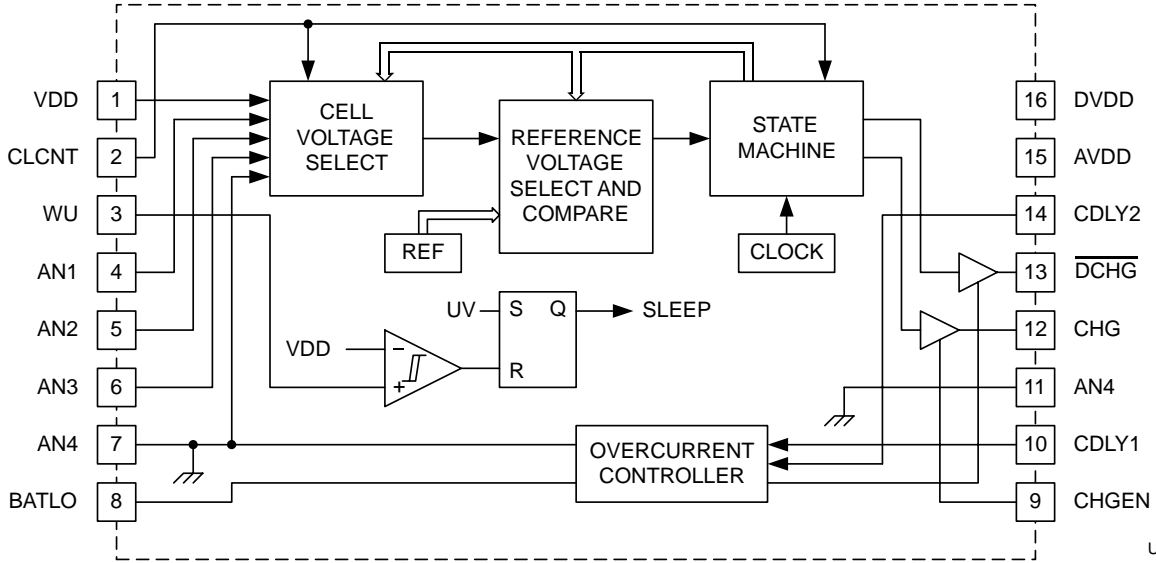 VDD 1
CLCNT 2
WU 3
AN1 4
AN2 5
AN3 6
AN4 7
BATLO 8
CELL
VOLTAGE
SELECT
REFERENCE
VOLTAGE
SELECT AND
COMPARE
STATE
MACHINE
REF
CLOCK
UV
S Q
R
SLEEP
VDD
−
+
OVERCURRENT
CONTROLLER
16 DVDD
15 AVDD
14 CDLY2
13 DCHG
12 CHG
11 AN4
10 CDLY1
9 CHGEN
U